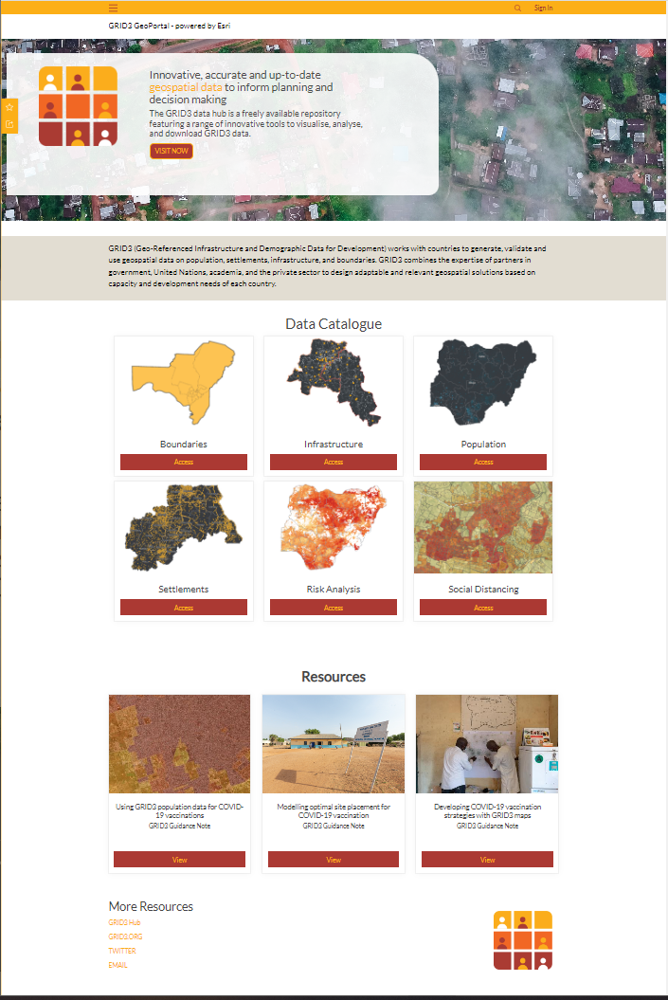 Sign In
GRID3 GeoPortal - powered by Esri
Innovative, accurate and up-to-date
geospatial data to inform planning and
decision making
The GRID3 data hub is a freely available repository
featuring a range of innovative tools to visualise, analyse,
and download GRID3 data.
VISIT NOW
GRID3 (Geo-Referenced Infrastructure and Demographic Data for Development) works with countries to generate, validate and
use geospatial data on population, settlements, infrastructure, and boundaries. GRID3 combines the expertise of partners in
government, United Nations, academia, and the private sector to design adaptable and relevant geospatial solutions based on
capacity and development needs of each country.
Data Catalogue
Boundaries
Access
Infrastructure
Access
Population
Access
Settlements
Access
Risk Analysis
Access
Social Distancing
Access
Resources
Using GRID3 population data for COVID-
19 vaccinations
GRID3 Guidance Note
View
Modelling optimal site placement for
COVID-19 vaccination
GRID3 Guidance Note
View
Developing COVID-19 vaccination
strategies with GRID3 maps
GRID3 Guidance Note
View
More Resources
GRID3 Hub
GRID3.ORG
TWITTER
EMAIL